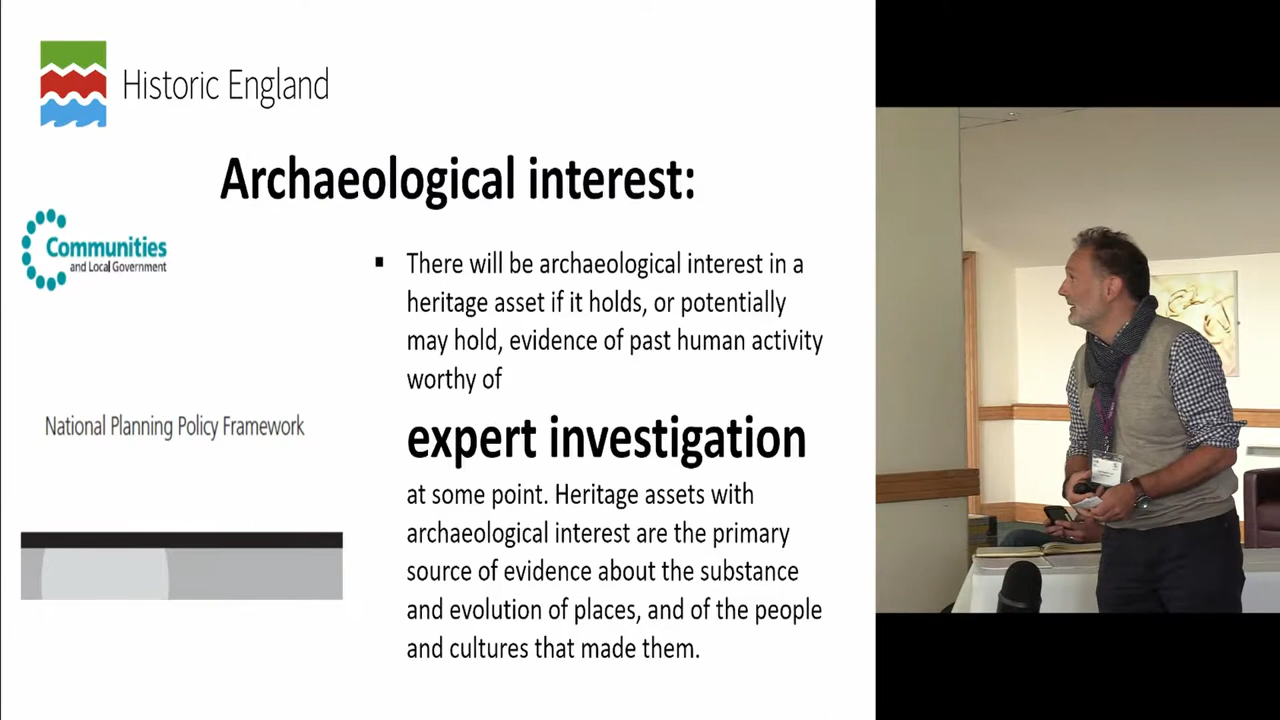 Historic England
Archaeological interest:
Communities
and Local Government
National Planning Policy Framework
▪ There will be archaeological interest in a
heritage asset if it holds, or potentially
may hold, evidence of past human activity
worthy of
expert investigation
at some point. Heritage assets with
archaeological interest are the primary
source of evidence about the substance
and evolution of places, and of the people
and cultures that made them.